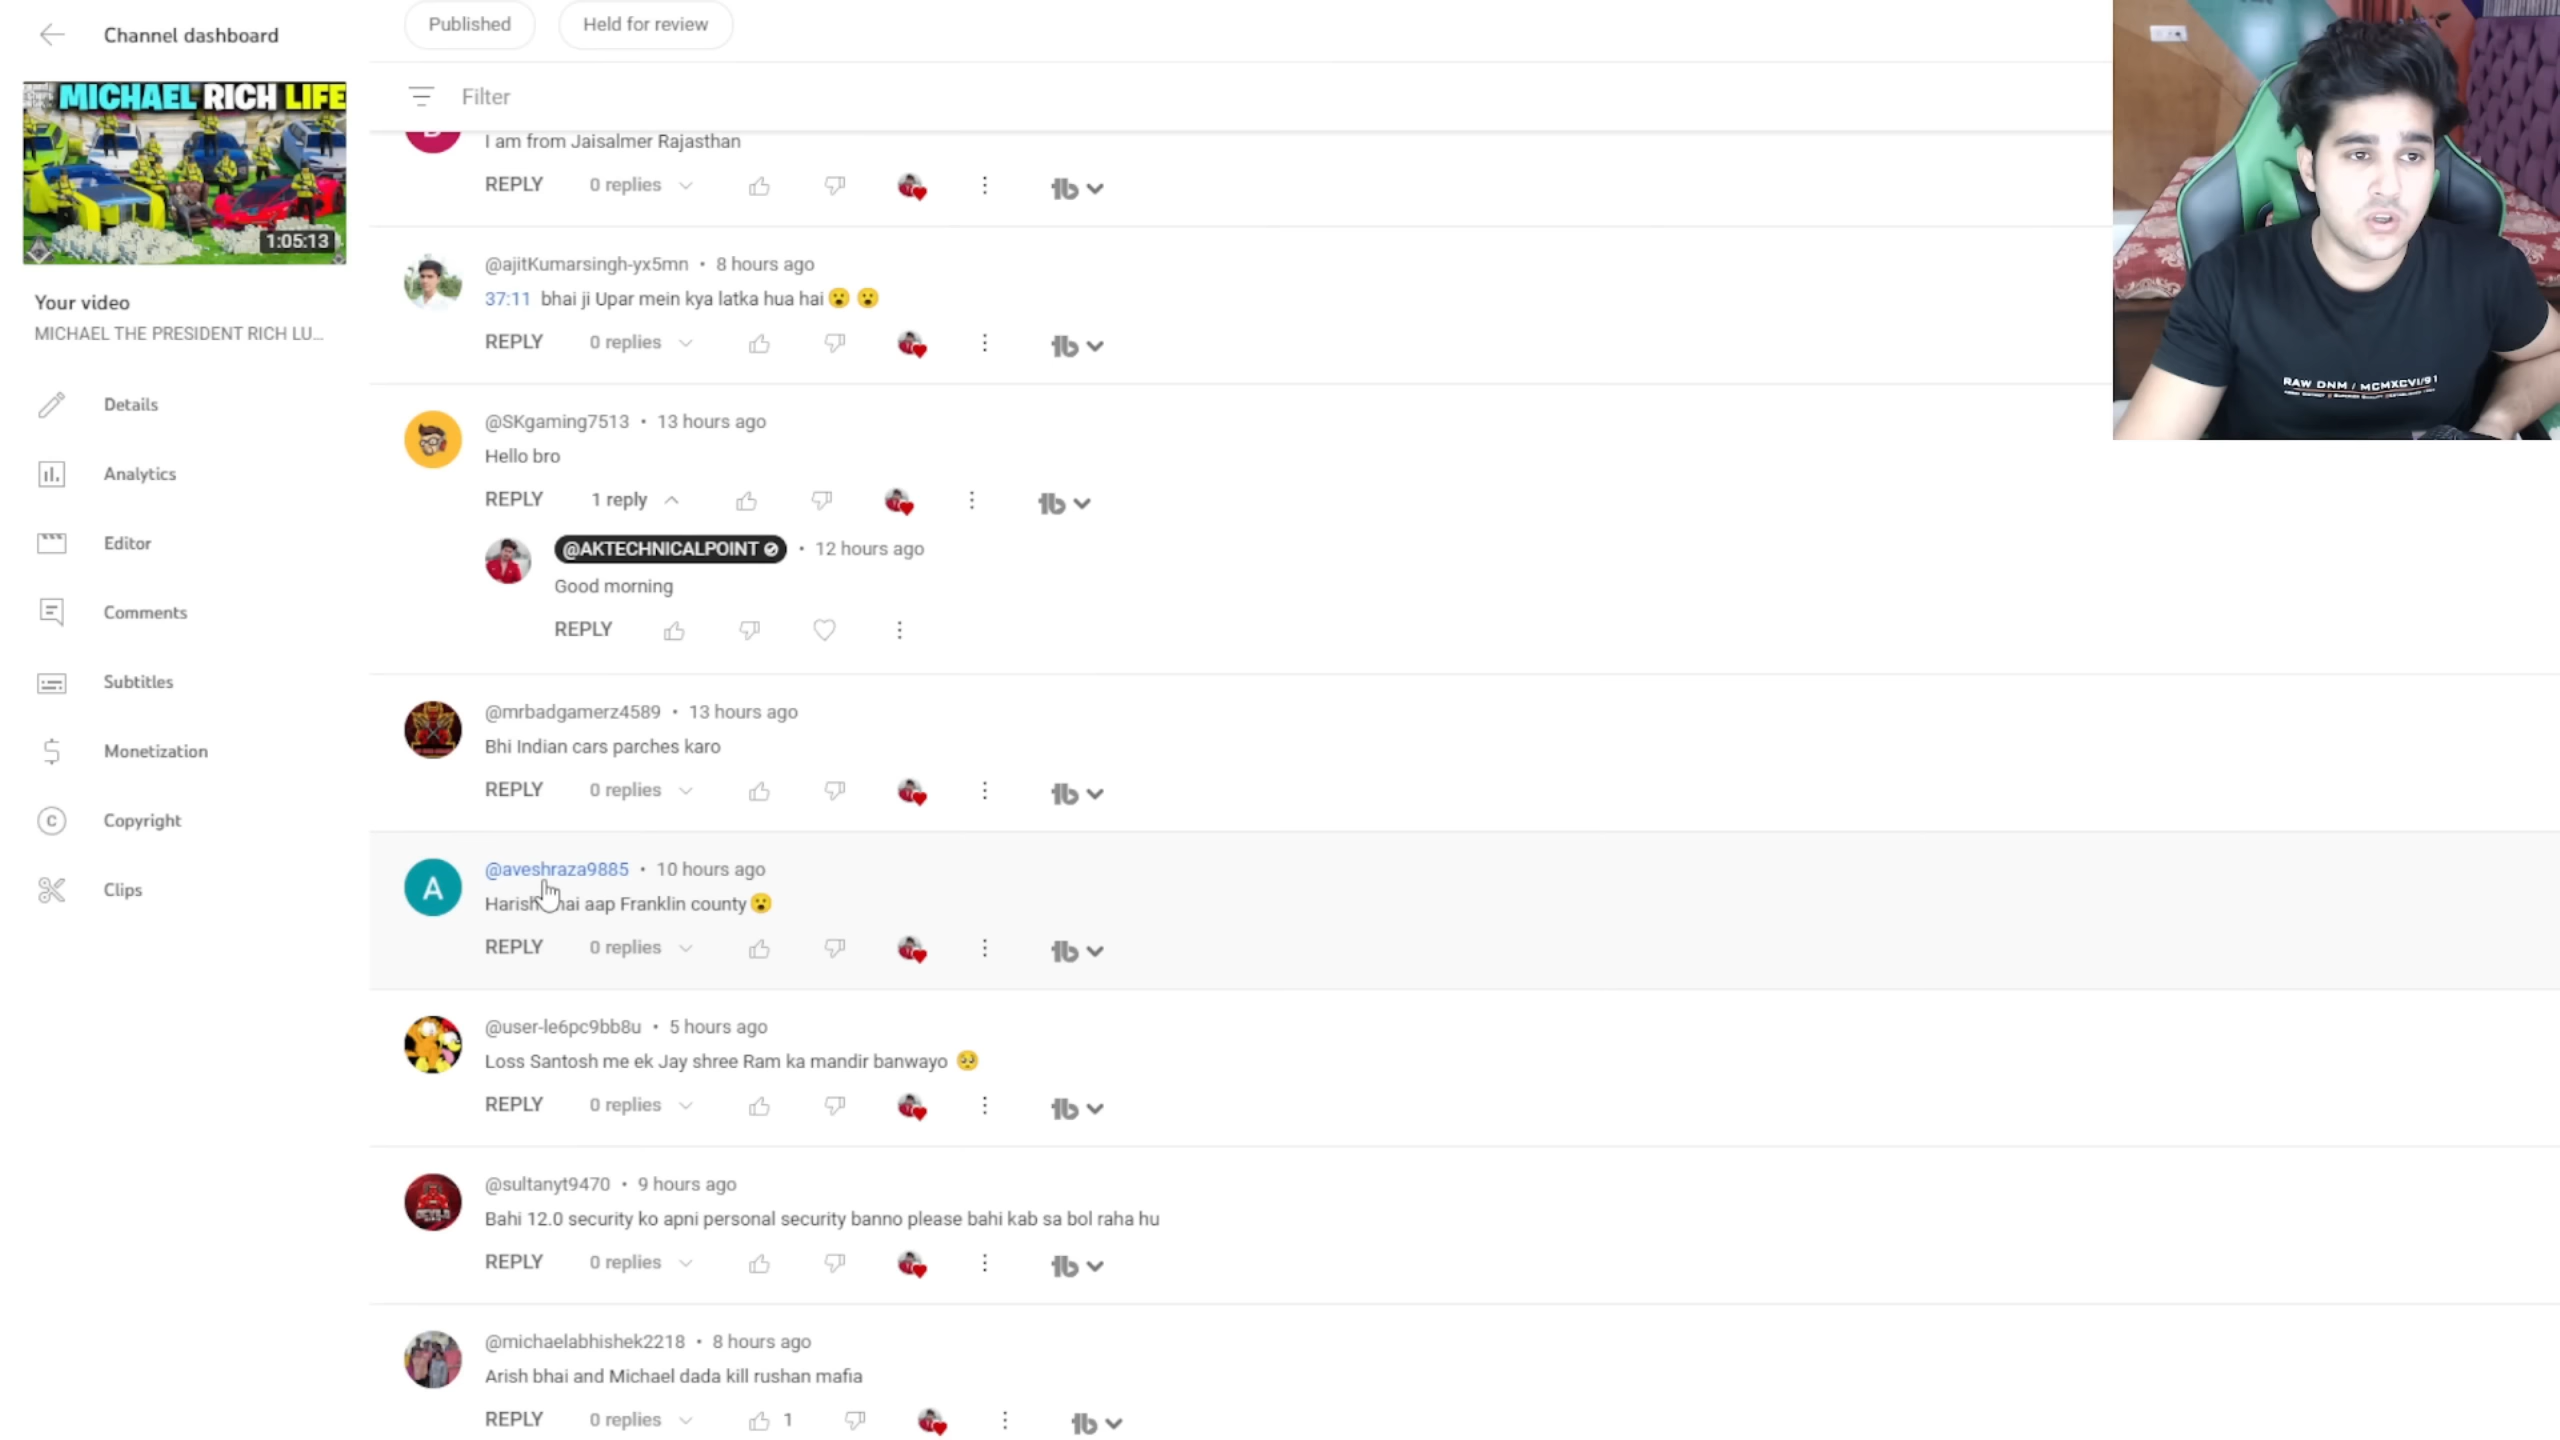 Channel dashboard
MICHAEL RICH LIFE
1:05:13
Your video
MICHAEL THE PRESIDENT RICH LU...
Details
Analytics
Editor
Comments
Subtitles
Monetization
Copyright
Clips
Published
Held for review
Filter
I am from Jaisalmer Rajasthan
REPLY 0 replies
@ajitKumarsingh-yx5mn • 8 hours ago
37:11 bhai ji Upar mein kya latka hua hai😮 😮
REPLY 0 replies
@SKgaming7513 • 13 hours ago
Hello bro
REPLY 1 reply
@AKTECHNICALPOINT • 12 hours ago
Good morning
REPLY
@mrbadgamerz4589 • 13 hours ago
Bhi Indian cars parches karo
REPLY 0 replies
A
@aveshraza9885 • 10 hours ago
Harish aap Franklin county😮
REPLY 0 replies
@user-le6pc9bb8u • 5 hours ago
Loss Santosh me ek Jay shree Ram ka mandir banwayo 🥺
REPLY 0 replies
@sultanyt9470 • 9 hours ago
Bahi 12.0 security ko apni personal security banno please bahi kab sa bol raha hu
REPLY 0 replies
@michaelabhishek2218 • 8 hours ago
Arish bhai and Michael dada kill rushan mafia
REPLY 0 replies 1
RAW DNM / MCMXCVI/91